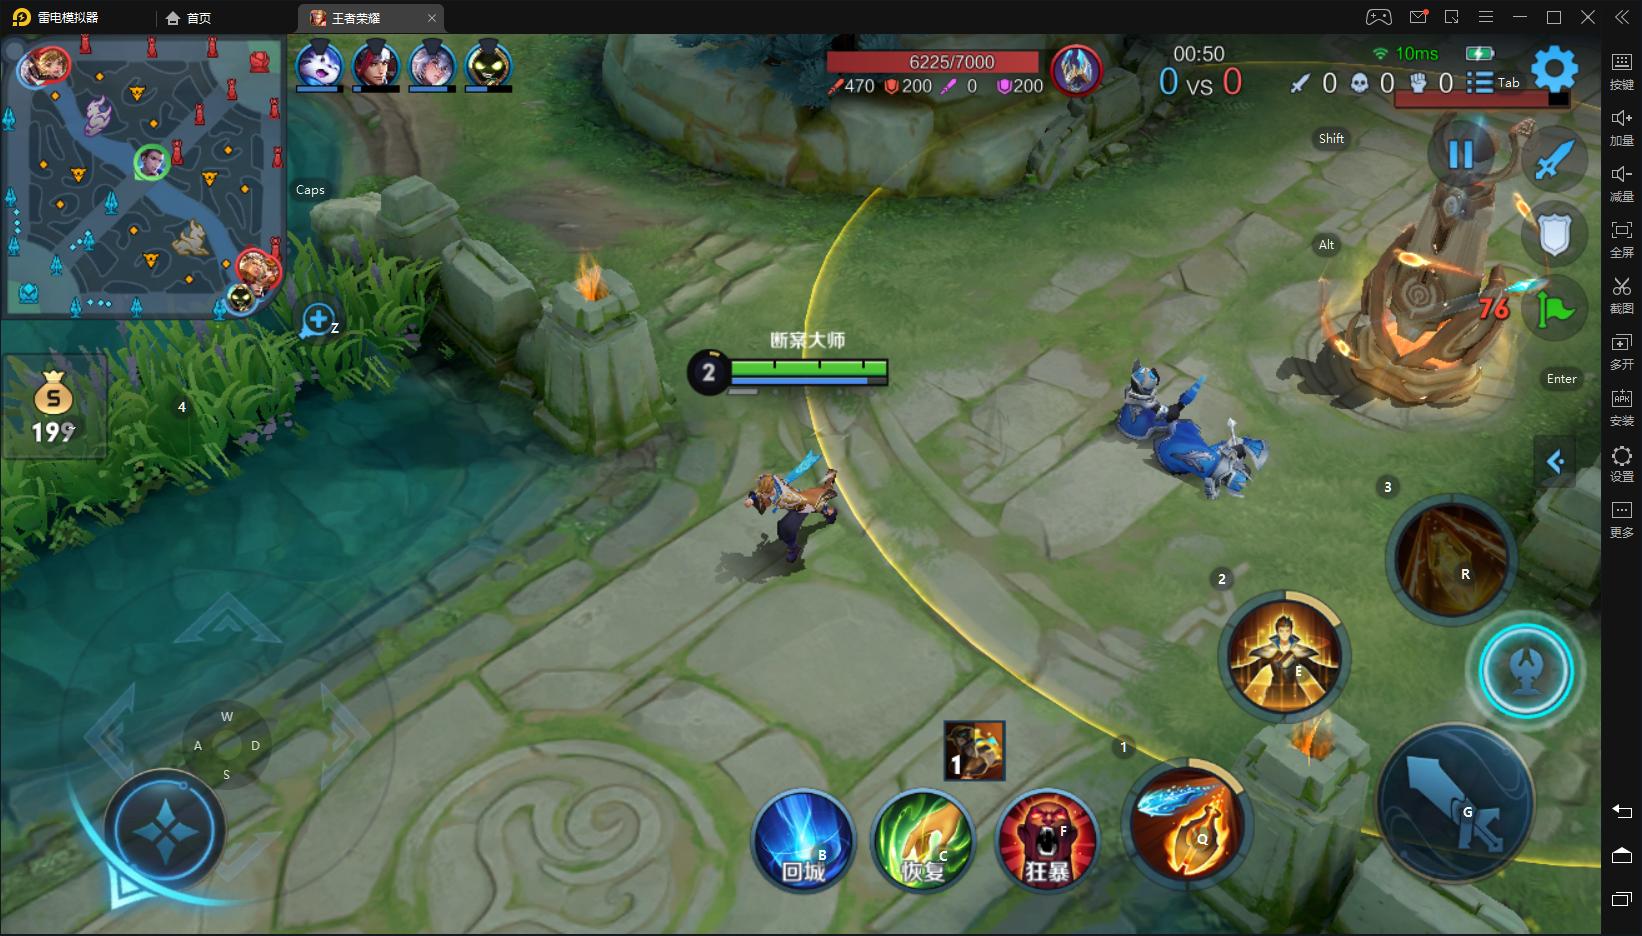 雷电模拟器
首页
王者荣耀
6225/7000
470 200 0 200
00:50
0 VS 0
10ms
0 0 0
Tab
Shift
Caps
Alt
76
Z
Enter
断案大师
2
S
199
4
3
R
2
E
1
W
A D
S
1
Q
G
B
回城
C
恢复
F
狂暴
按键
加量
减量
全屏
截图
多开
APK
安装
设置
更多